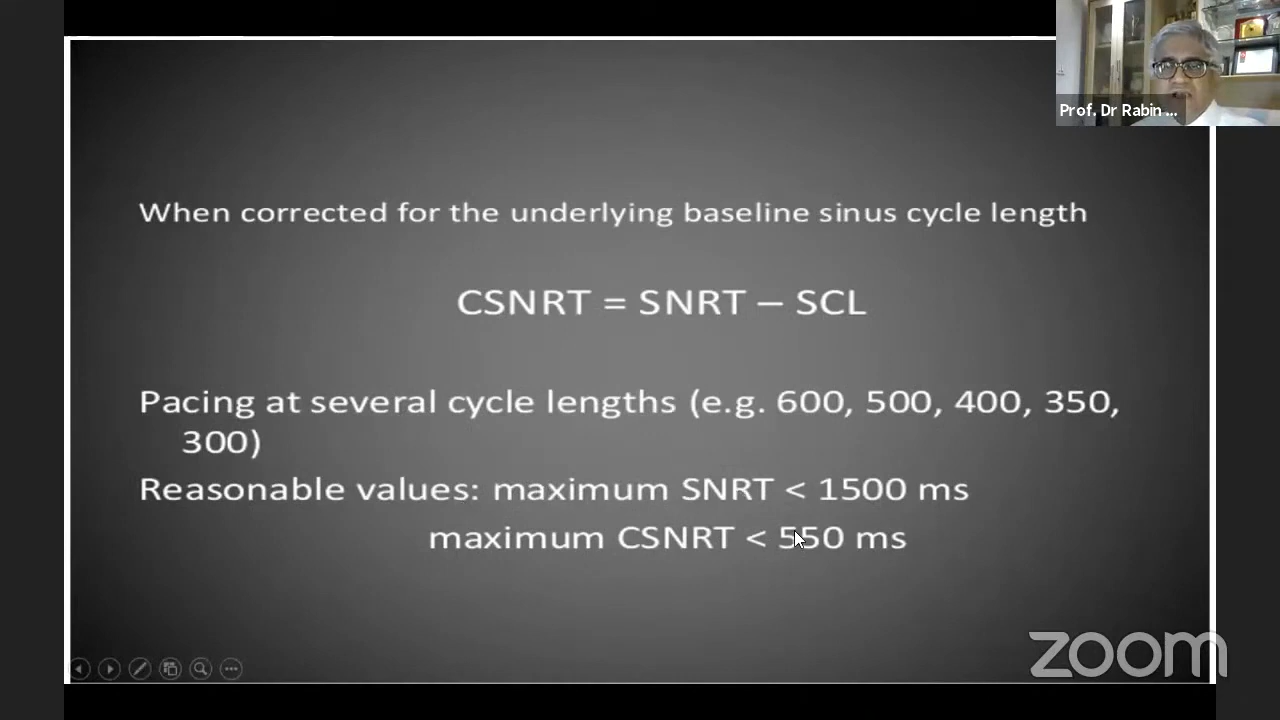 Prof. Dr Rabin ...
When corrected for the underlying baseline sinus cycle length
CSNRT = SNRT – SCL
Pacing at several cycle lengths (e.g. 600, 500, 400, 350,
300)
Reasonable values: maximum SNRT < 1500 ms
maximum CSNRT < 550 ms
zoom